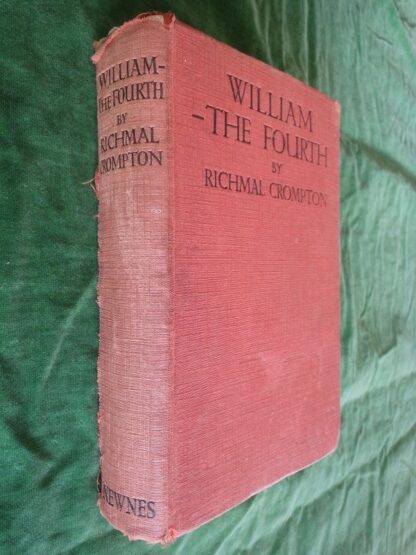 WILLIAM-
THE FOURTH
BY
RICHMAL
CROMPTON
NEWNES
WILLIAM
-THE FOURTH
BY
RICHMAL CROMPTON